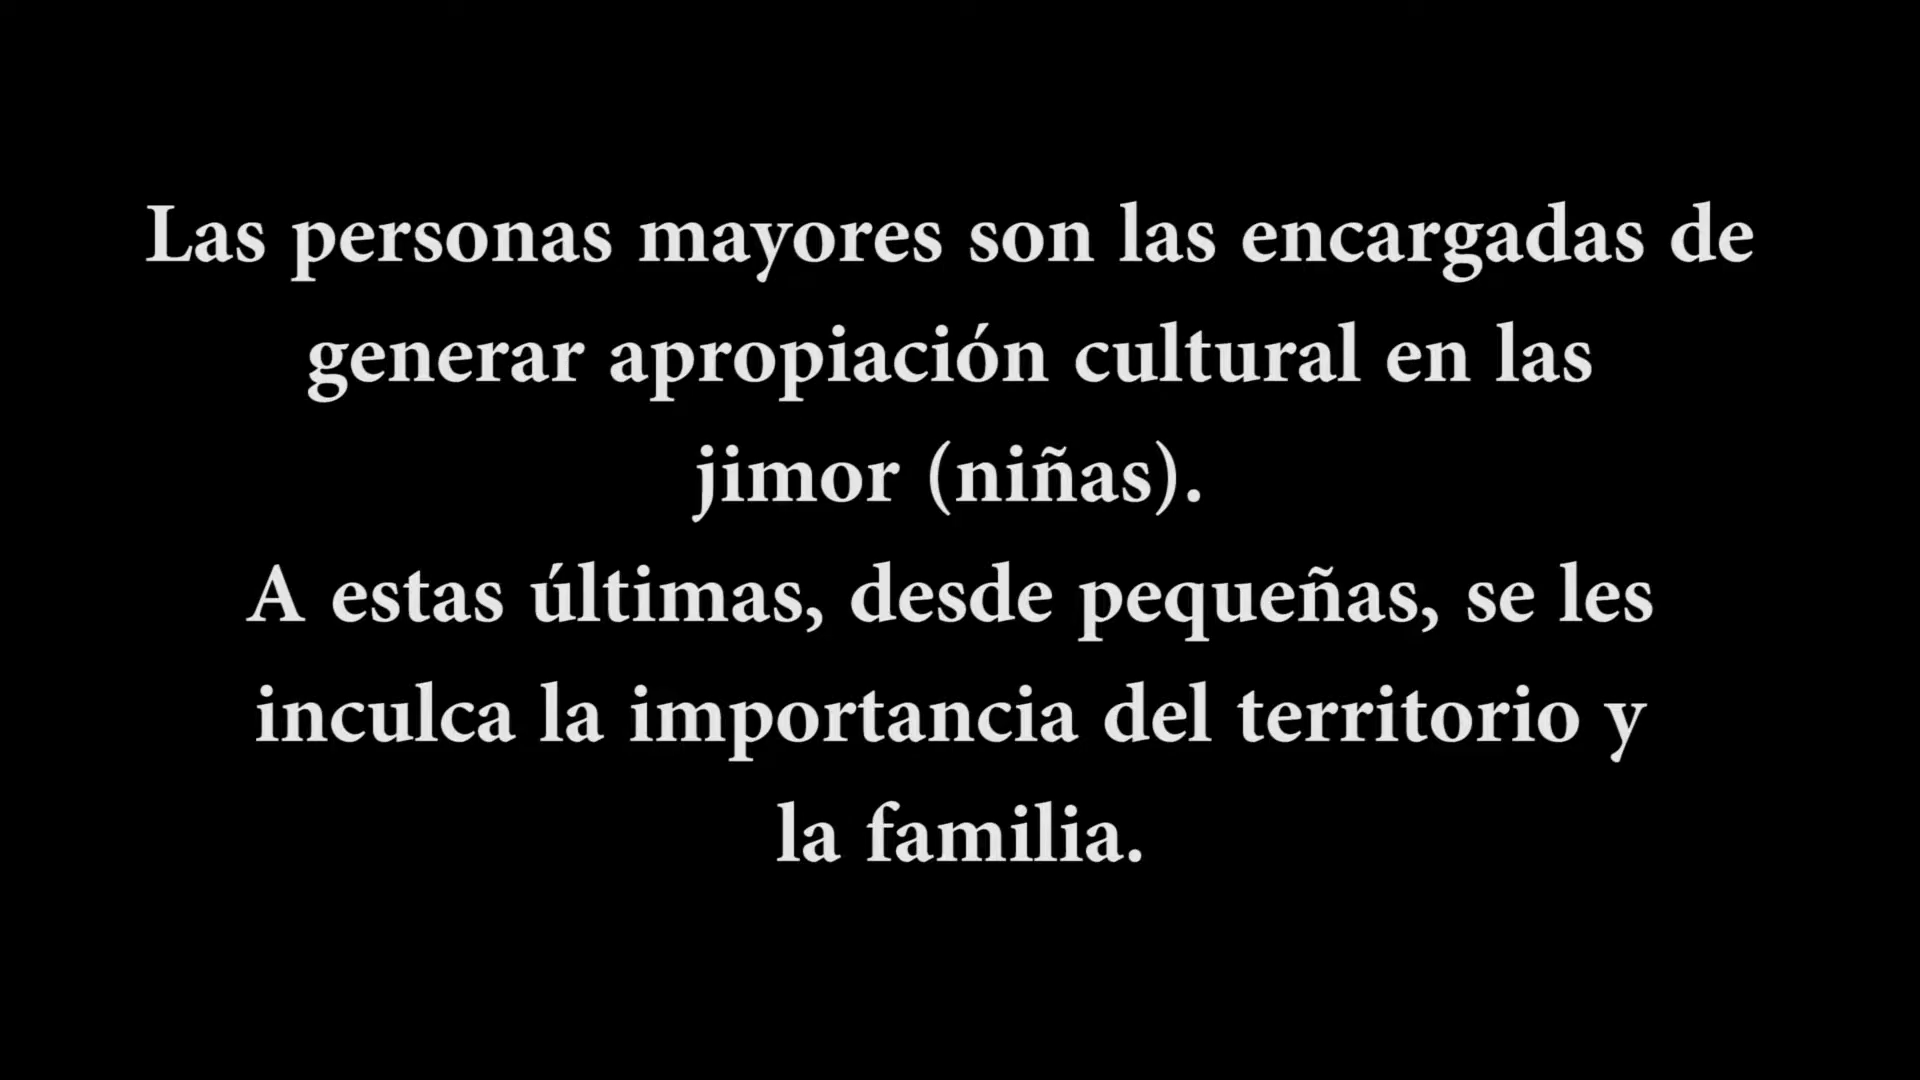 Las personas mayores son las encargadas de
generar apropiación cultural en las
jimor (niñas).
A estas últimas, desde pequeñas, se les
inculca la importancia del territorio y
la familia.